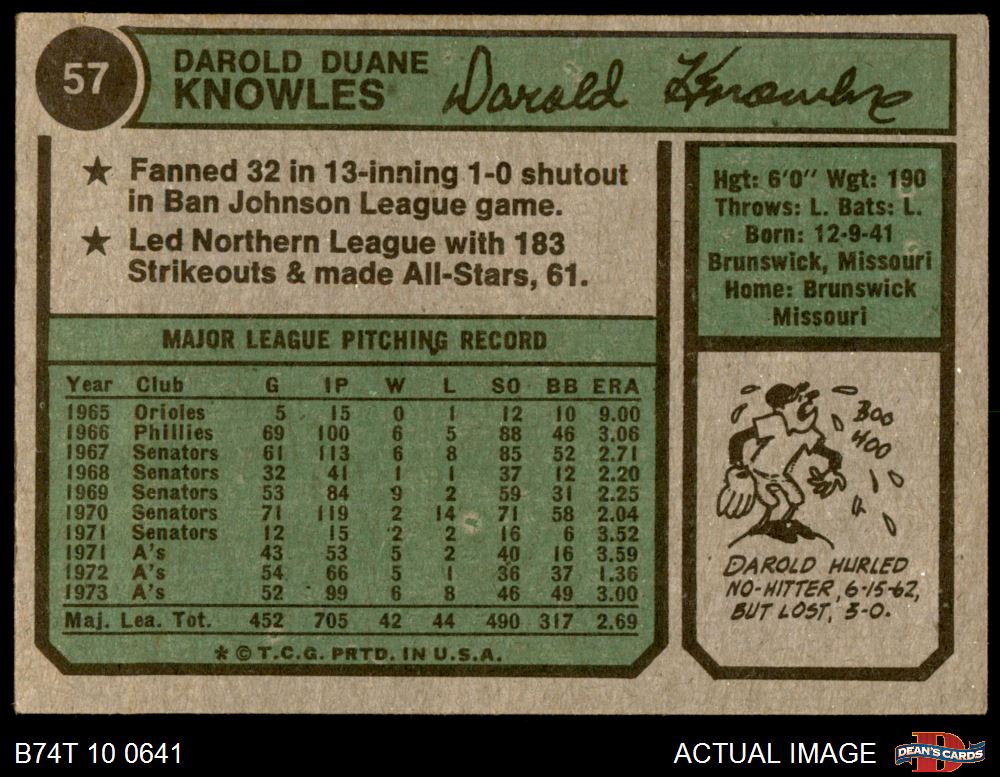 57
DAROLD DUANE
KNOWLES
Darold Knowles
★ Fanned 32 in 13-inning 1-0 shutout
in Ban Johnson League game.
★ Led Northern League with 183
Strikeouts & made All-Stars, 61.
MAJOR LEAGUE PITCHING RECORD
Year Club G IP W L SO BB ERA
1965 Orioles 5 15 0 1 12 10 9.00
1966 Phillies 69 100 6 5 88 46 3.06
1967 Senators 61 113 6 8 85 52 2.71
1968 Senators 32 41 1 1 37 12 2.20
1969 Senators 53 84 9 2 59 31 2.25
1970 Senators 71 119 2 14 71 58 2.04
1971 Senators 12 15 2 2 16 6 3.52
1971 A's 43 53 5 2 40 16 3.59
1972 A's 54 66 5 1 36 37 1.36
1973 A's 52 99 6 8 46 49 3.00
Maj. Lea. Tot. 452 705 42 44 490 317 2.69
* © T.C.G. PRTD. IN U.S.A.
Hgt: 6'0" Wgt: 190
Throws: L. Bats: L.
Born: 12-9-41
Brunswick, Missouri
Home: Brunswick
Missouri
BOO
HOO
DAROLD HURLED
NO-HITTER, 6-15-62,
BUT LOST, 3-0.
B74T 10 0641
ACTUAL IMAGE
DEAN'S CARDS